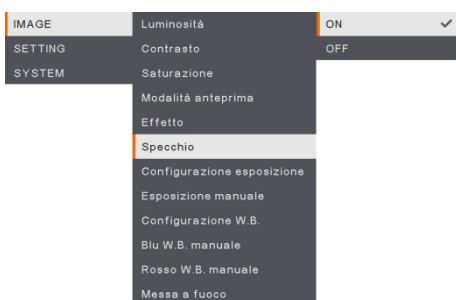 IMAGE
SETTING
SYSTEM
Luminosità
Contrasto
Saturazione
Modalità anteprima
Effetto
Specchio
Configurazione esposizione
Esposizione manuale
Configurazione W.B.
Blu W.B. manuale
Rosso W.B. manuale
Messa a fuoco
ON
OFF